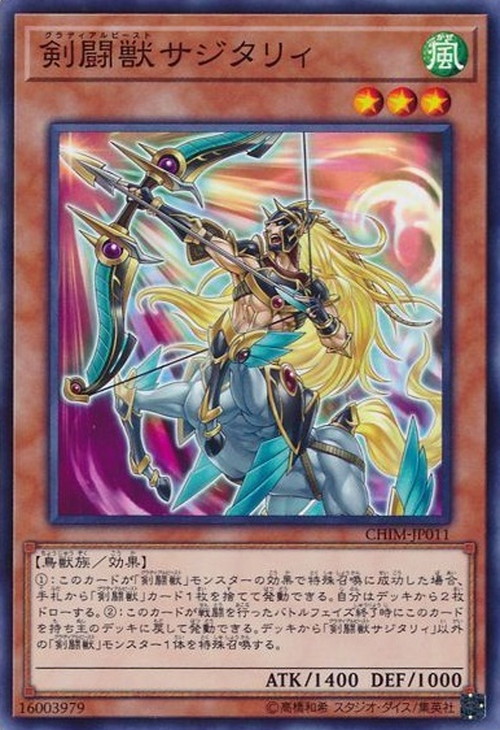 グラディアルビースト
剣闘獣サジタリィ
風
CHIM-JP011
【鳥獣族／効果】
①:このカードが「剣闘獣」モンスターの効果で特殊召喚に成功した場合、
手札から「剣闘獣」カード1枚を捨てて発動できる。自分はデッキから2枚
ドローする。②:このカードが戦闘を行ったバトルフェイズ終了時にこのカード
を持ち主のデッキに戻して発動できる。デッキから「剣闘獣サジタリィ」以外
の「剣闘獣」モンスター1体を特殊召喚する。
ATK/1400 DEF/1000
16003979
©高橋和希 スタジオ・ダイス/集英社